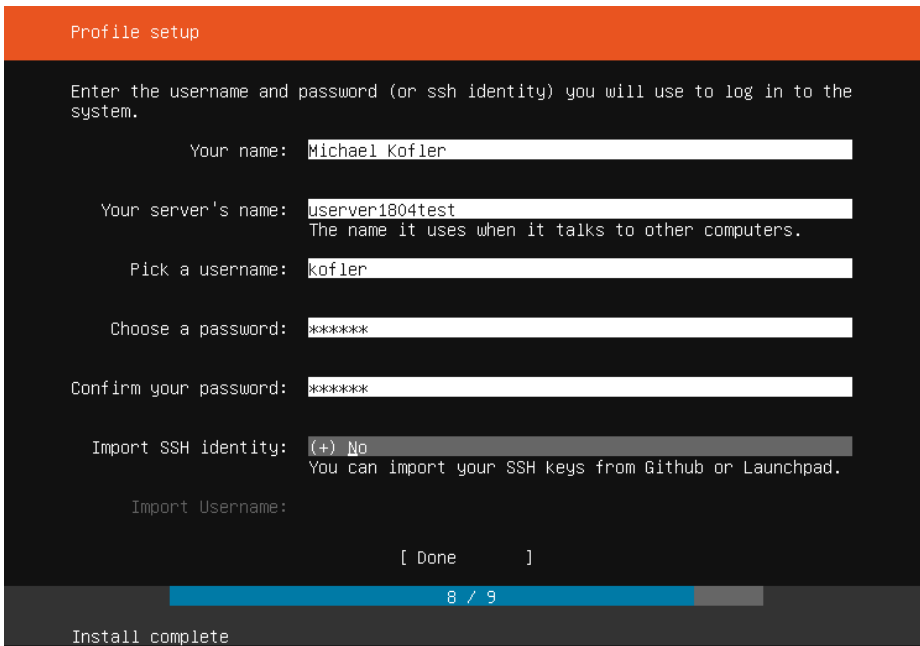 Profile setup
Enter the username and password (or ssh identity) you will use to log in to the
system.
Your name: Michael Kofler
Your server's name: userver1804test
The name it uses when it talks to other computers.
Pick a username: kofler
Choose a password: ******
Confirm your password: ******
Import SSH identity: (+) No
You can import your SSH keys from Github or Launchpad.
Import Username:
[ Done ]
8 / 9
Install complete